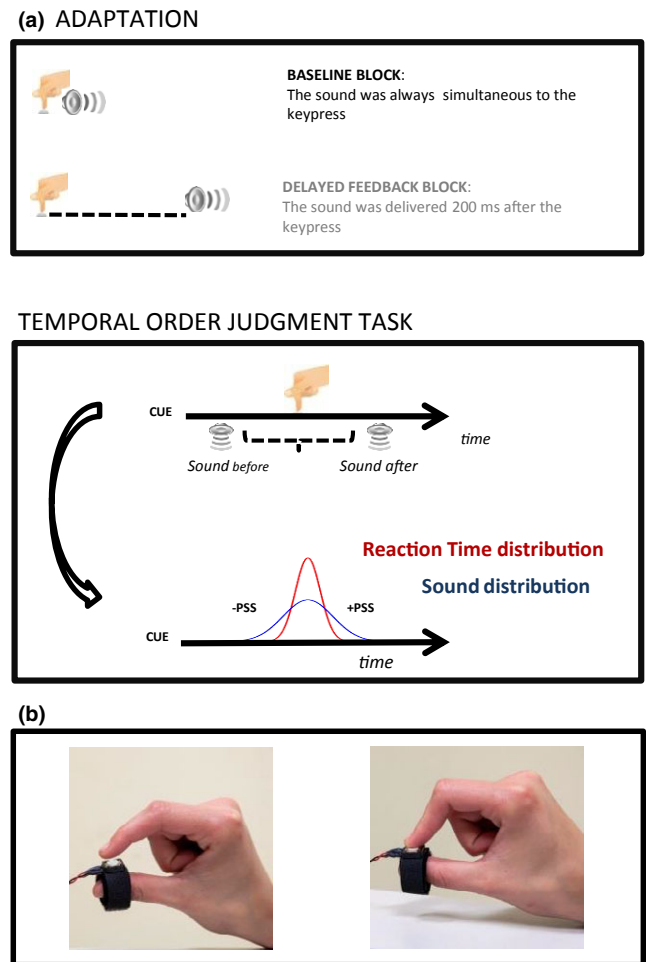 (a) ADAPTATION
BASELINE BLOCK:
The sound was always simultaneous to the
keypress
DELAYED FEEDBACK BLOCK:
The sound was delivered 200 ms after the
keypress
TEMPORAL ORDER JUDGMENT TASK
CUE
time
Sound before
Sound after
Reaction Time distribution
Sound distribution
-PSS
+PSS
CUE
time
(b)